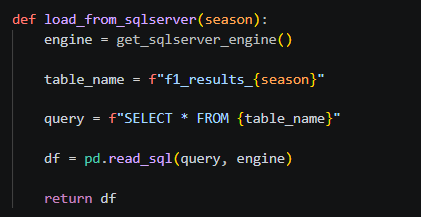 def load_from_sqlserver(season):
    engine = get_sqlserver_engine()
    table_name = f"f1_results_{season}"
    query = f"SELECT * FROM {table_name}"
    df = pd.read_sql(query, engine)
    return df